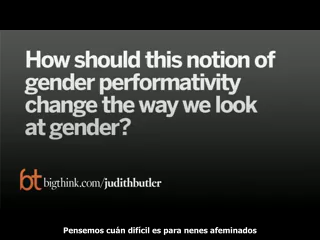 How should this notion of
gender performativity
change the way we look
at gender?
bt bigthink.com/judithbutler
Pensemos cuán difícil es para nenes afeminados